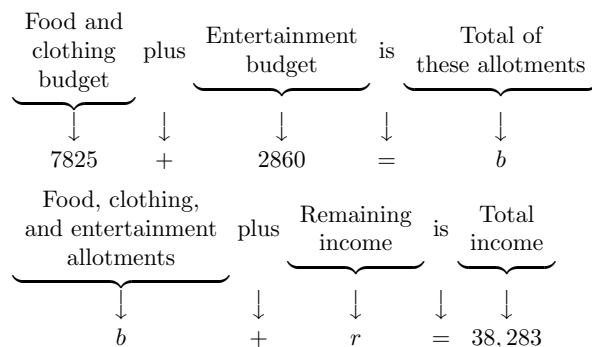 Food and clothing budget plus Entertainment budget is Total of these allotments
7825 + 2860 = b
Food, clothing, and entertainment allotments plus Remaining income is Total income
b + r = 38,283